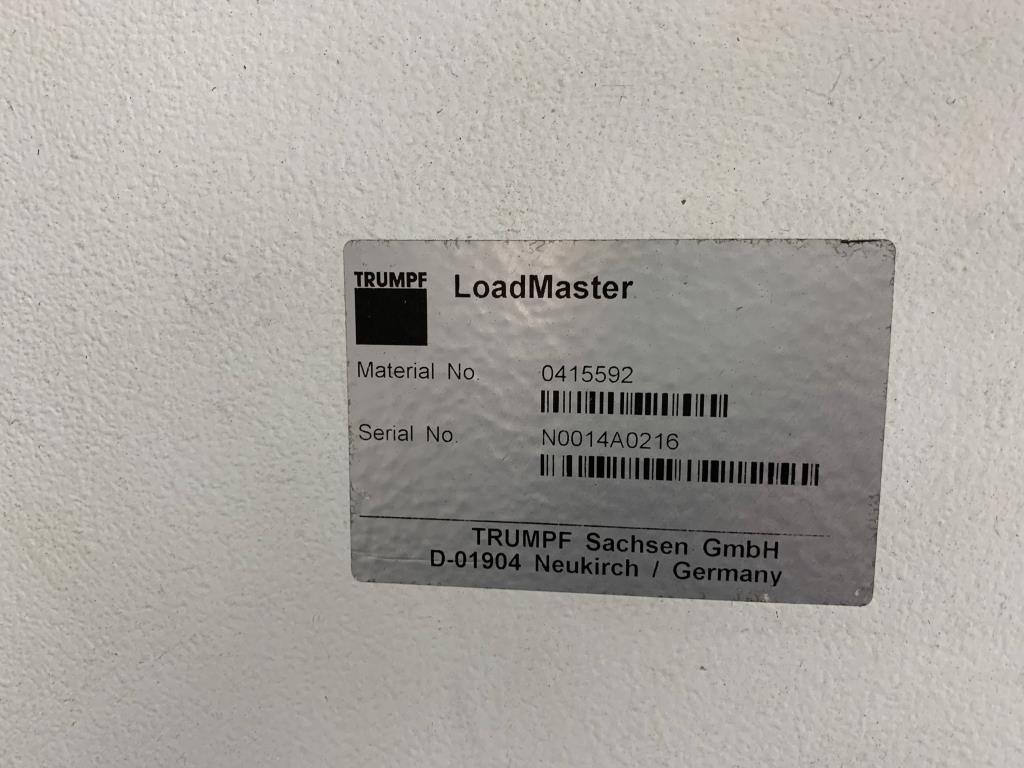 TRUMPF LoadMaster
Material No. 0415592
Serial No. N0014A0216
TRUMPF Sachsen GmbH
D-01904 Neukirch / Germany